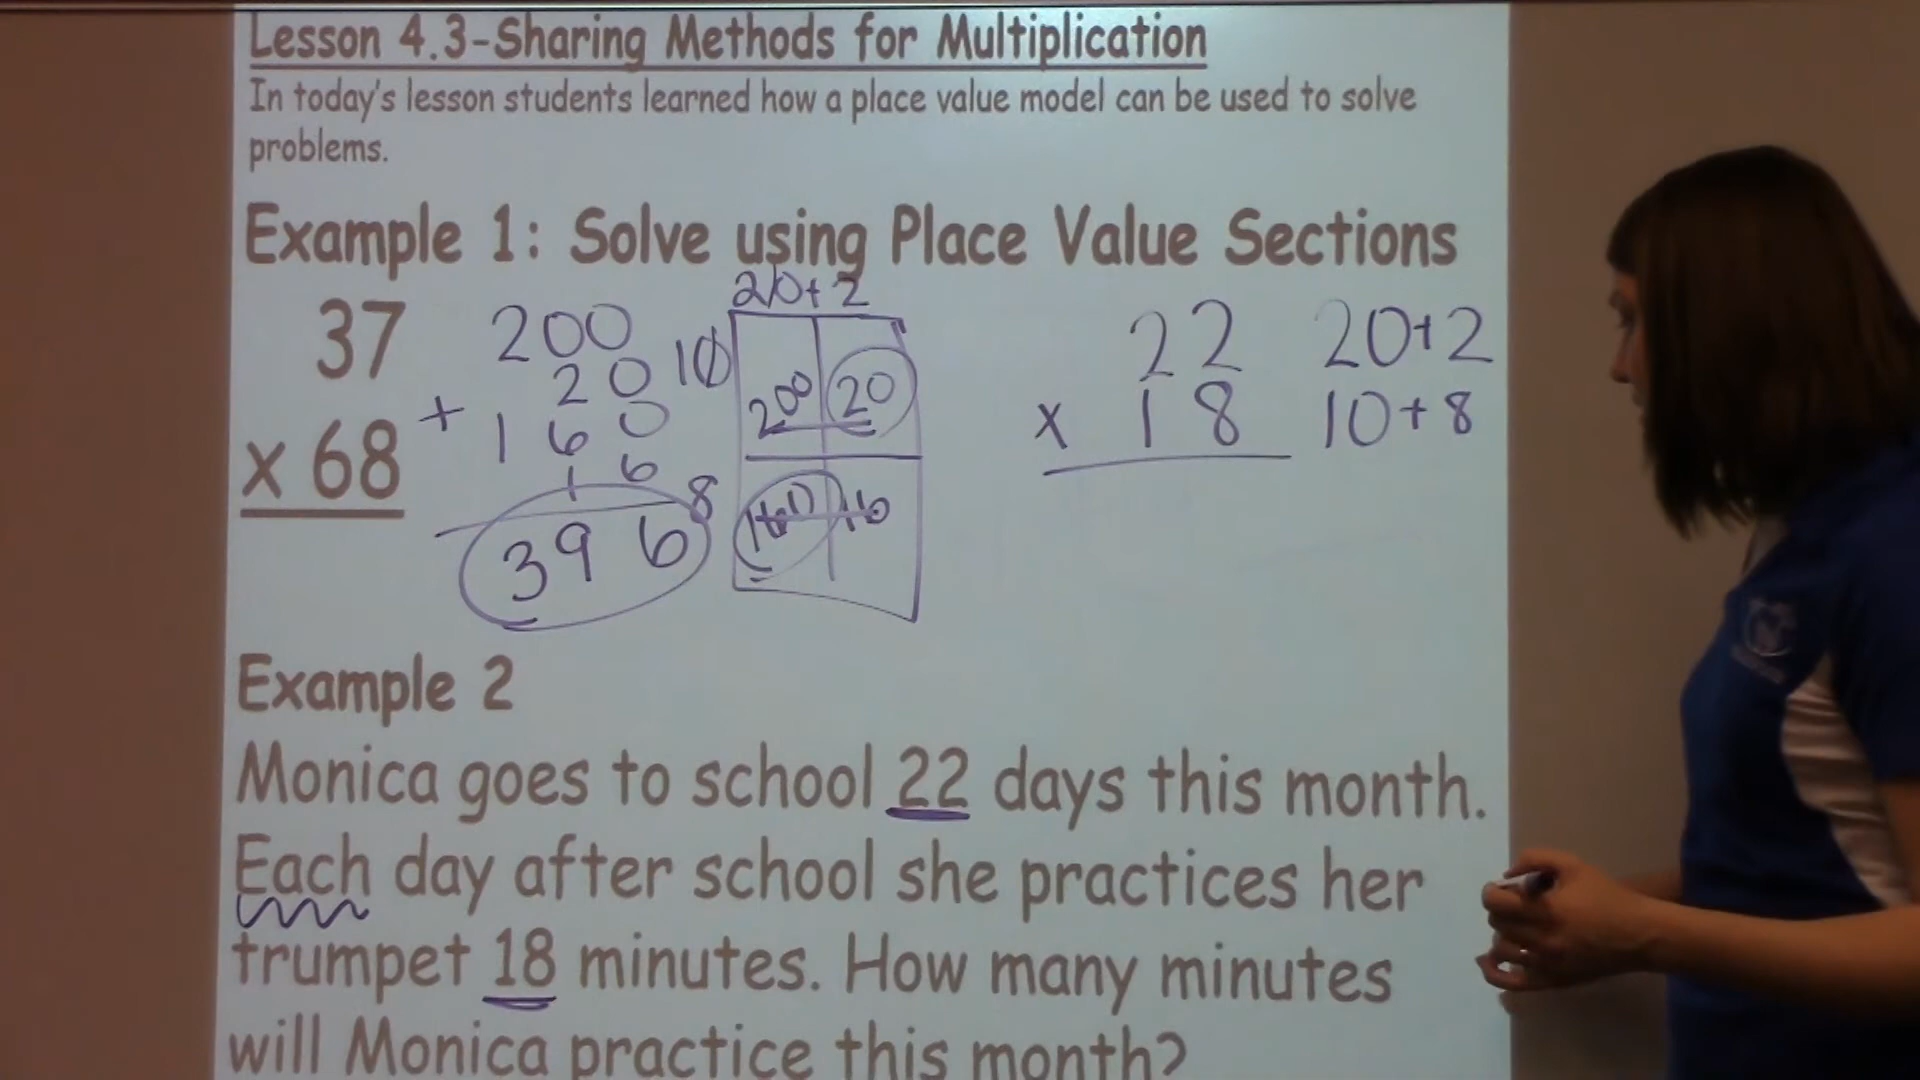 Lesson 4.3-Sharing Methods for Multiplication
In today's lesson students learned how a place value model can be used to solve
problems.
Example 1: Solve using Place Value Sections
37
x 68
200
20
+ 160
16
396
20+2
10
200 20
8
160 16
22 20+2
x 18 10+8
Example 2
Monica goes to school 22 days this month.
Each day after school she practices her
trumpet 18 minutes. How many minutes
will Monica practice this month?